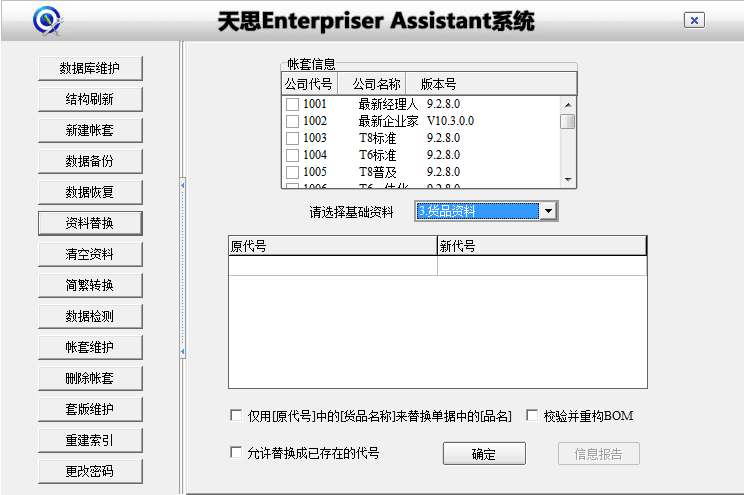 天思Enterpriser Assistant系统
数据库维护
结构刷新
新建帐套
数据备份
数据恢复
资料替换
清空资料
简繁转换
数据检测
帐套维护
删除帐套
套版维护
重建索引
更改密码
帐套信息
公司代号 公司名称 版本号
1001 最新经理人 9.2.8.0
1002 最新企业家 V10.3.0.0
1003 T8标准 9.2.8.0
1004 T6标准 9.2.8.0
1005 T8普及 9.2.8.0
请选择基础资料 3.货品资料
原代号 新代号
仅用[原代号]中的[货品名称]来替换单据中的[品名] 校验并重构BOM
允许替换成已存在的代号 确定 信息报告